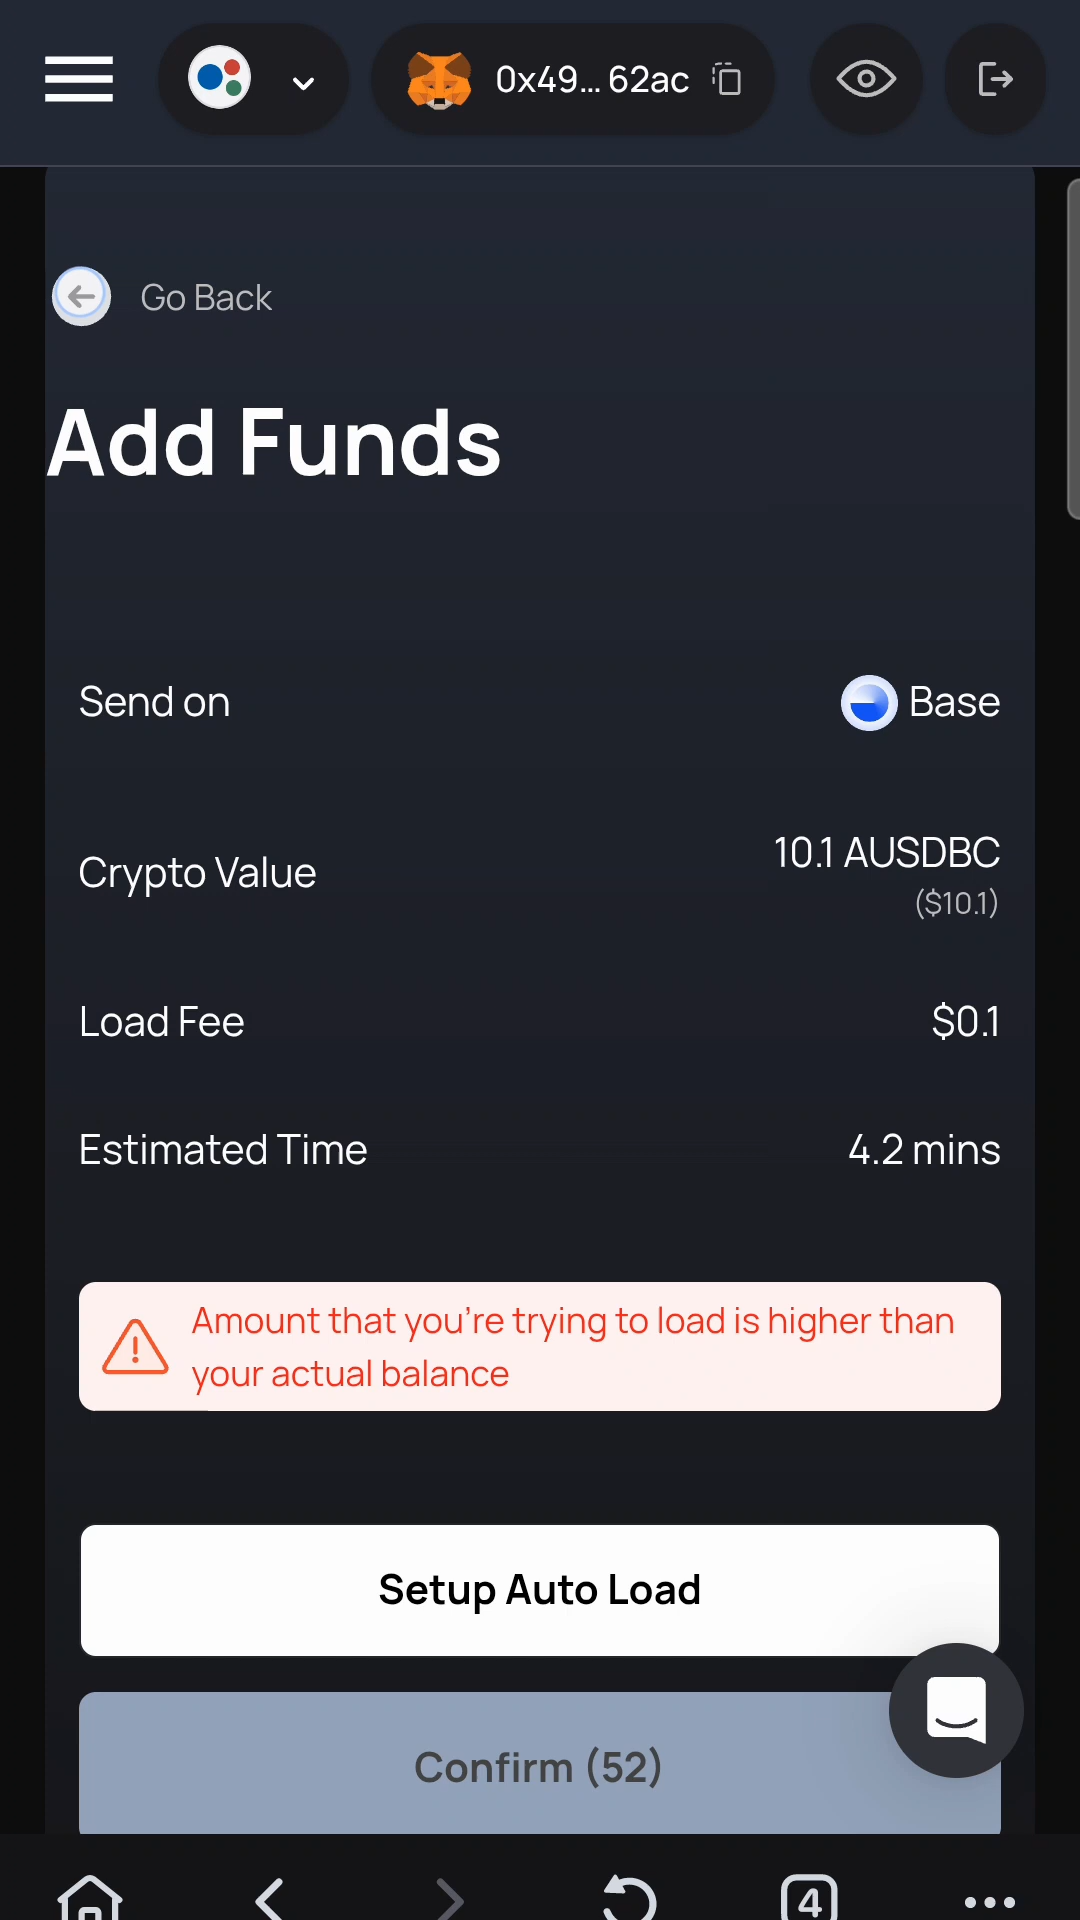 0x49... 62ac
Go Back
Add Funds
Send on
Base
Crypto Value
10.1 AUSDBC
($10.1)
Load Fee
$0.1
Estimated Time
4.2 mins
Amount that you're trying to load is higher than
your actual balance
Setup Auto Load
Confirm (52)
4